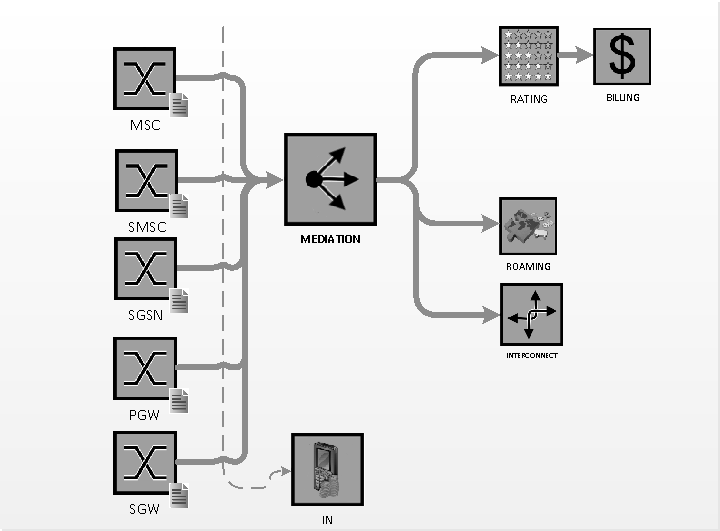 MSC
SMSC
SGSN
PGW
SGW
MEDIATION
IN
RATING
$
BILLING
ROAMING
INTERCONNECT